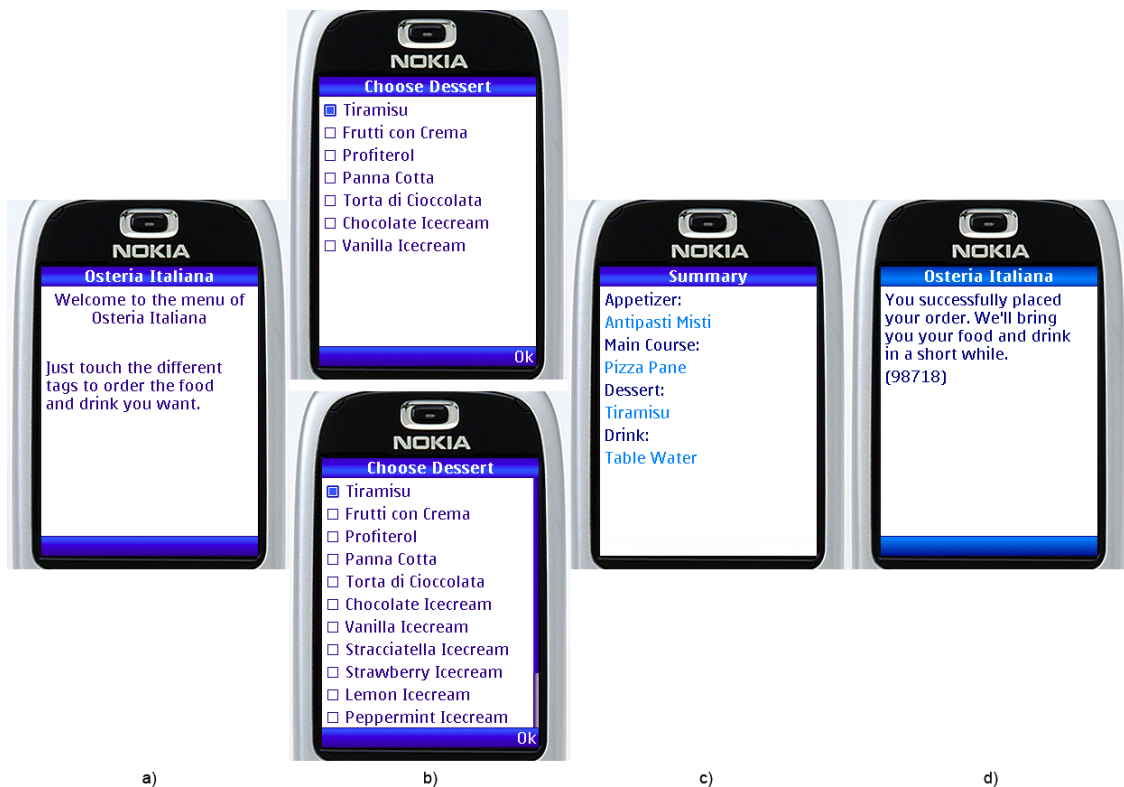 NOKIA
Osteria Italiana
Welcome to the menu of
Osteria Italiana
Just touch the different
tags to order the food
and drink you want.
a)
NOKIA
Choose Dessert
Tiramisu
Frutti con Crema
Profiterol
Panna Cotta
Torta di Cioccolata
Chocolate Icecream
Vanilla Icecream
Ok
NOKIA
Choose Dessert
Tiramisu
Frutti con Crema
Profiterol
Panna Cotta
Torta di Cioccolata
Chocolate Icecream
Vanilla Icecream
Stracciatella Icecream
Strawberry Icecream
Lemon Icecream
Peppermint Icecream
Ok
b)
NOKIA
Summary
Appetizer:
Antipasti Misti
Main Course:
Pizza Pane
Dessert:
Tiramisu
Drink:
Table Water
c)
NOKIA
Osteria Italiana
You successfully placed
your order. We'll bring
you your food and drink
in a short while.
(98718)
d)